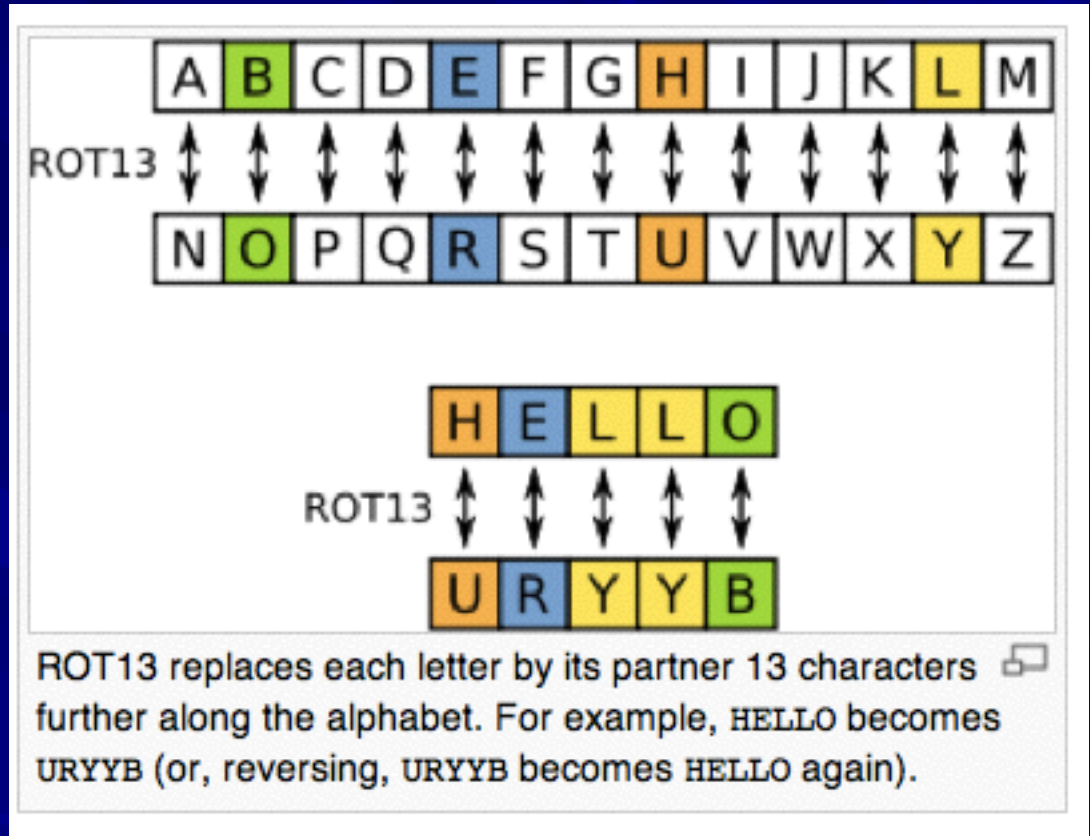 A B C D E F G H I J K L M
ROT13
N O P Q R S T U V W X Y Z
H E L L O
ROT13
U R Y Y B
ROT13 replaces each letter by its partner 13 characters
further along the alphabet. For example, HELLO becomes
URYYB (or, reversing, URYYB becomes HELLO again).